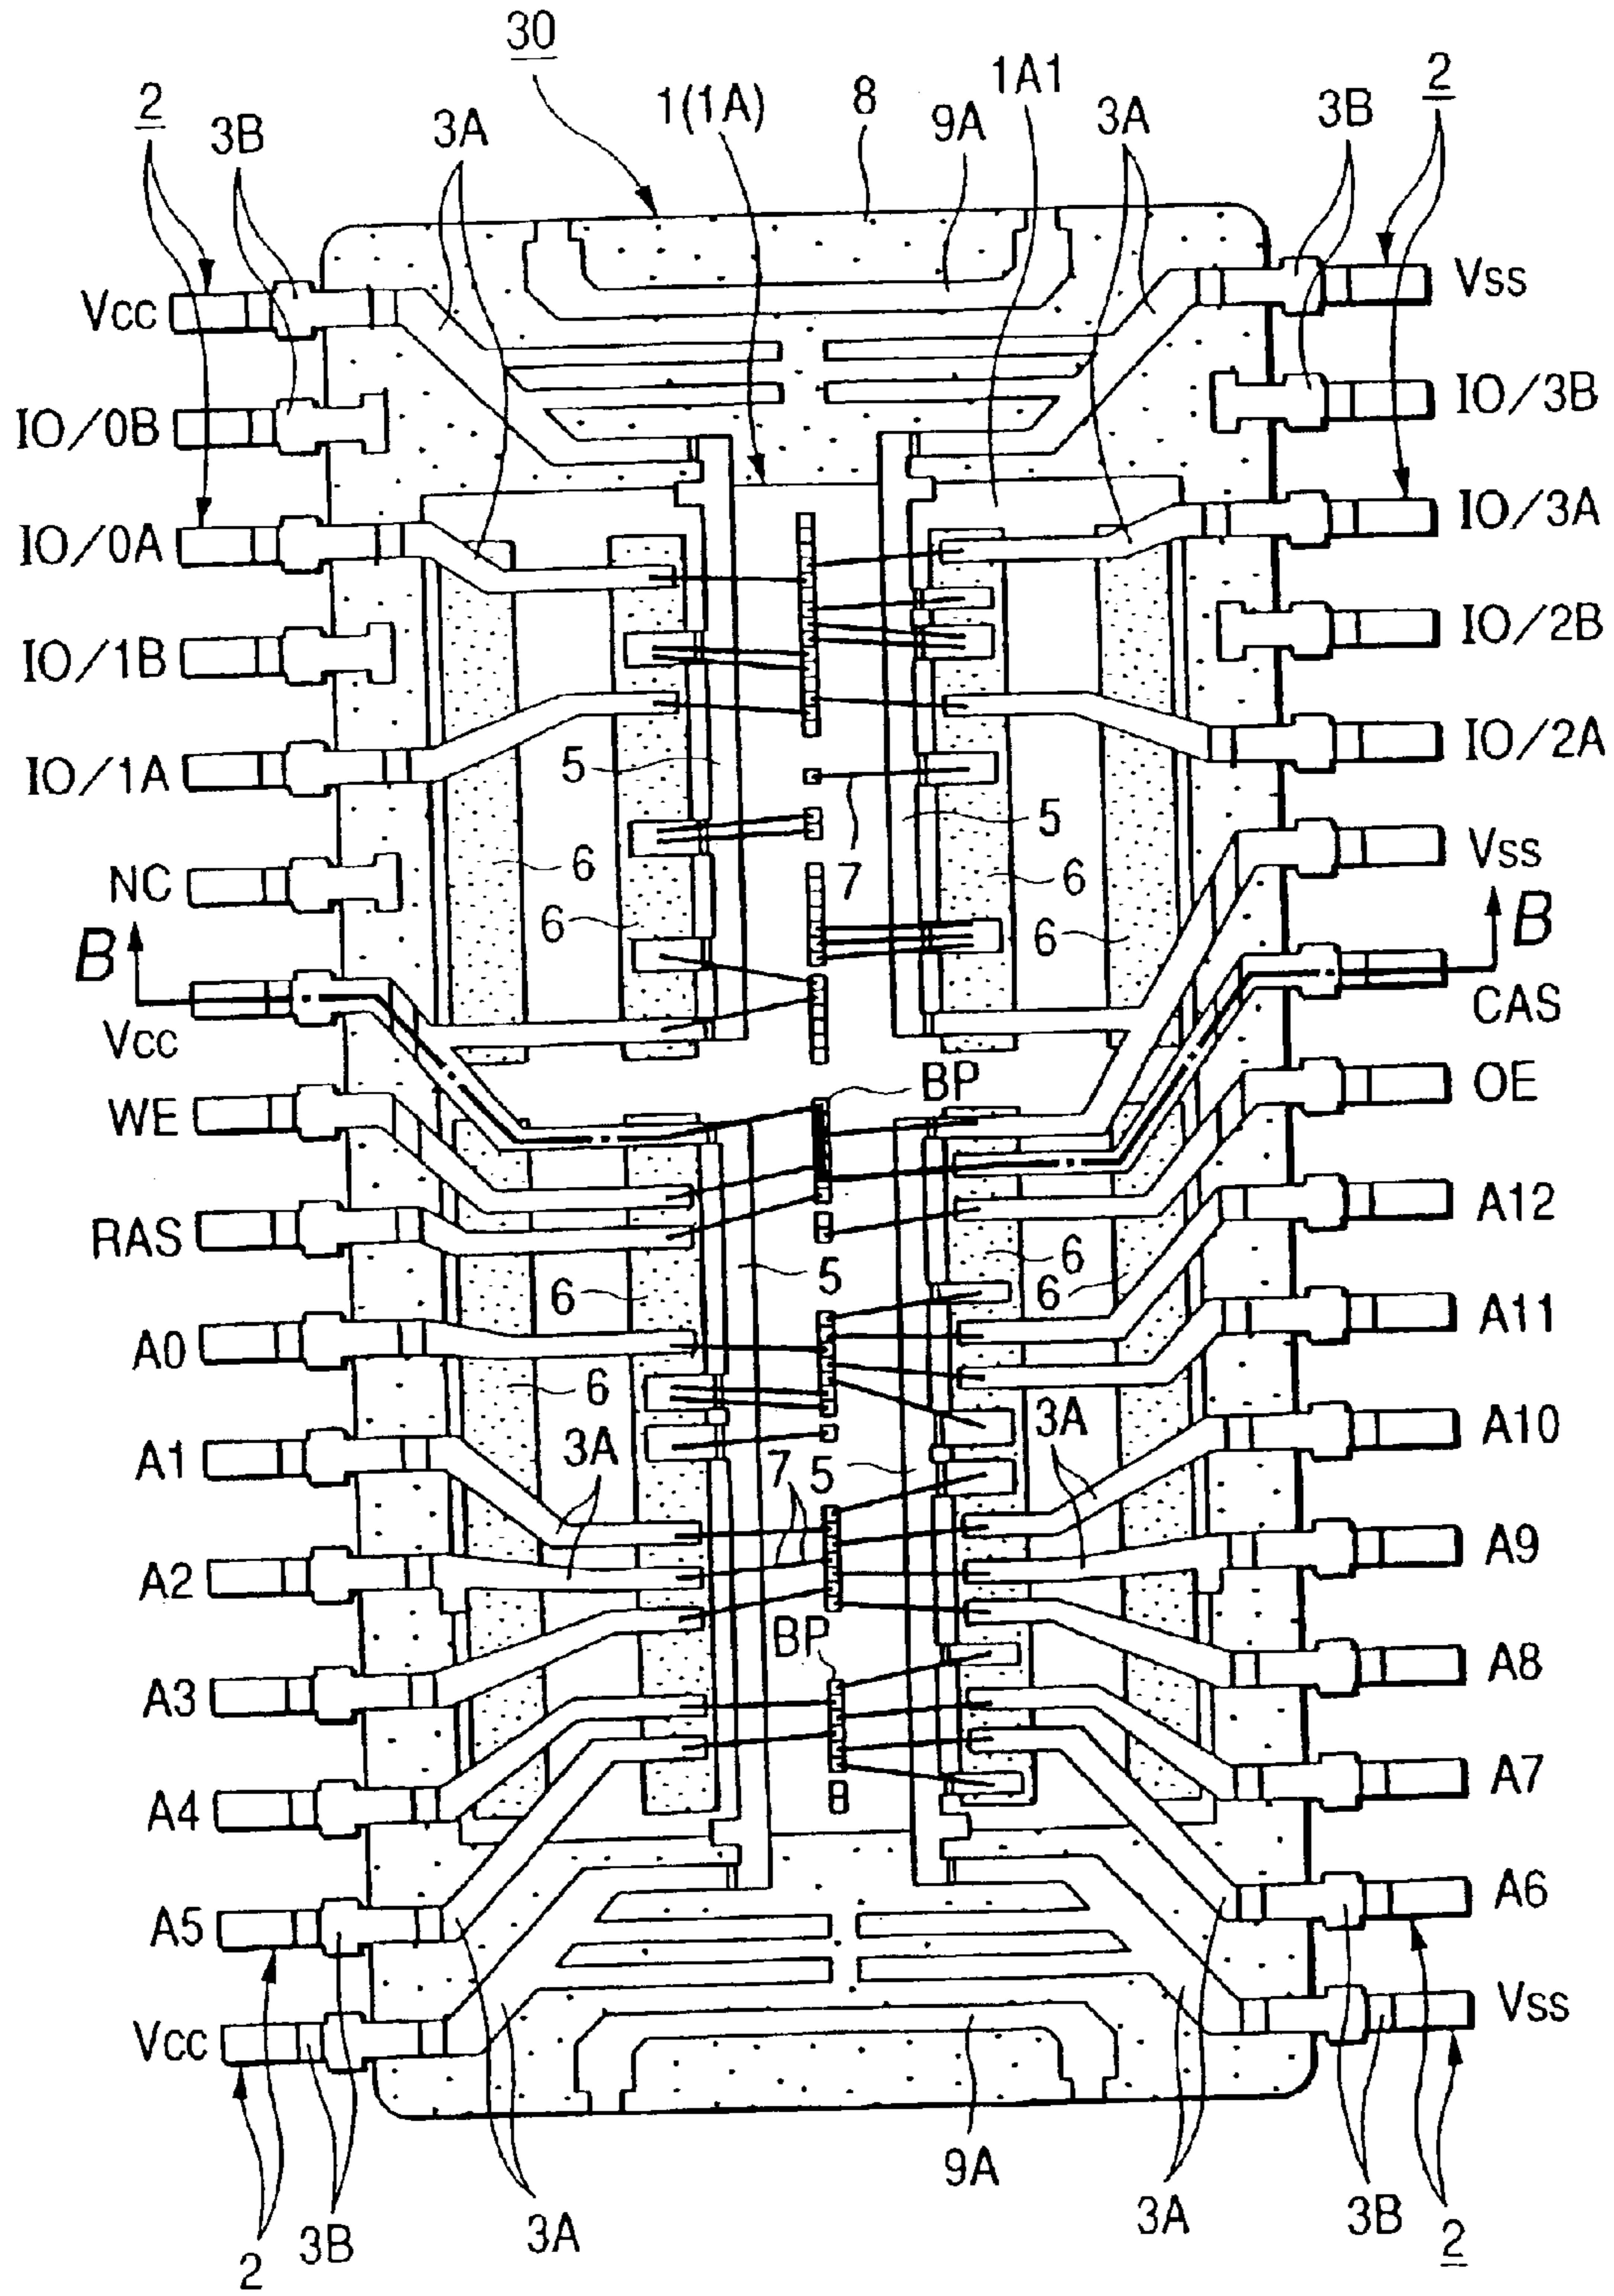 30
2
3B
3A
1(1A)
8
9A
1A1
3A
3B
2
Vcc
Vss
IO/0B
IO/3B
IO/0A
IO/3A
IO/1B
IO/2B
IO/1A
IO/2A
5
5
7
Vss
NC
6
6
6
6
B
B
Vcc
CAS
BP
WE
OE
RAS
A12
6
6
5
6
A0
A11
6
3A
A1
3A
7
5
A10
A2
A9
BP
A3
A8
A4
A7
A5
A6
Vcc
Vss
9A
2
3B
3A
3A
3B
2